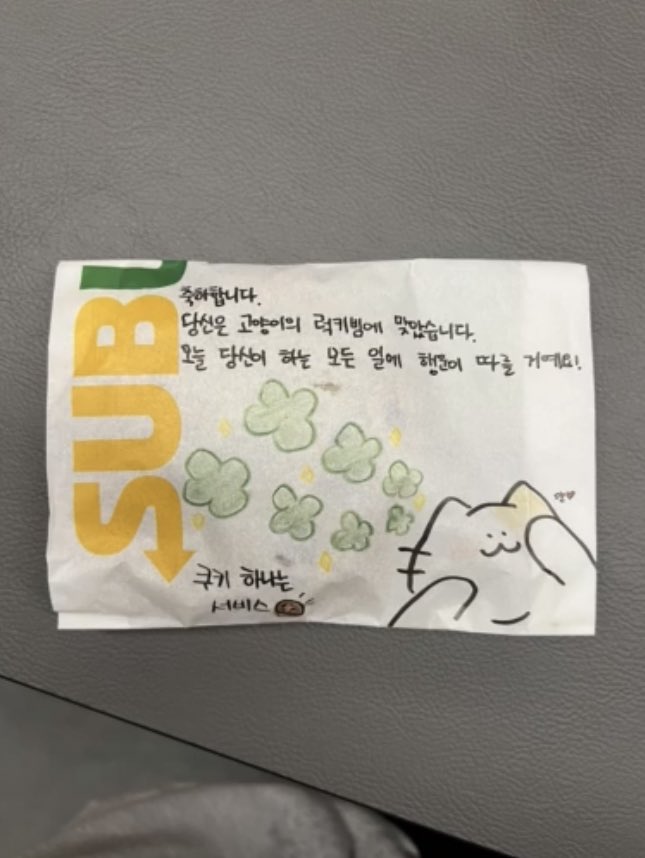 SUBU
축하합니다.
당신은 고양이의 럭키빔에 맞았습니다.
오늘 당신이 하는 모든 일에 행운이 따를 거예요!
쿠키 하나는
서비스